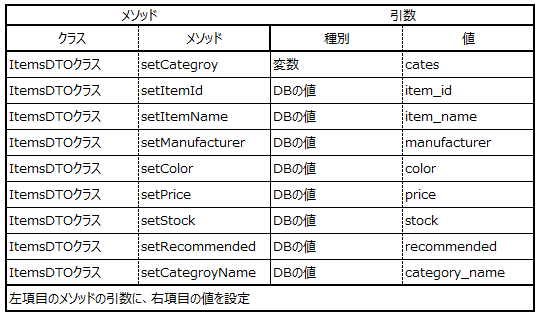 メソッド 引数
クラス メソッド 種別 値
ItemsDTOクラス setCategroy 変数 cates
ItemsDTOクラス setItemId DBの値 item_id
ItemsDTOクラス setItemName DBの値 item_name
ItemsDTOクラス setManufacturer DBの値 manufacturer
ItemsDTOクラス setColor DBの値 color
ItemsDTOクラス setPrice DBの値 price
ItemsDTOクラス setStock DBの値 stock
ItemsDTOクラス setRecommended DBの値 recommended
ItemsDTOクラス setCategroyName DBの値 category_name
左項目のメソッドの引数に、右項目の値を設定